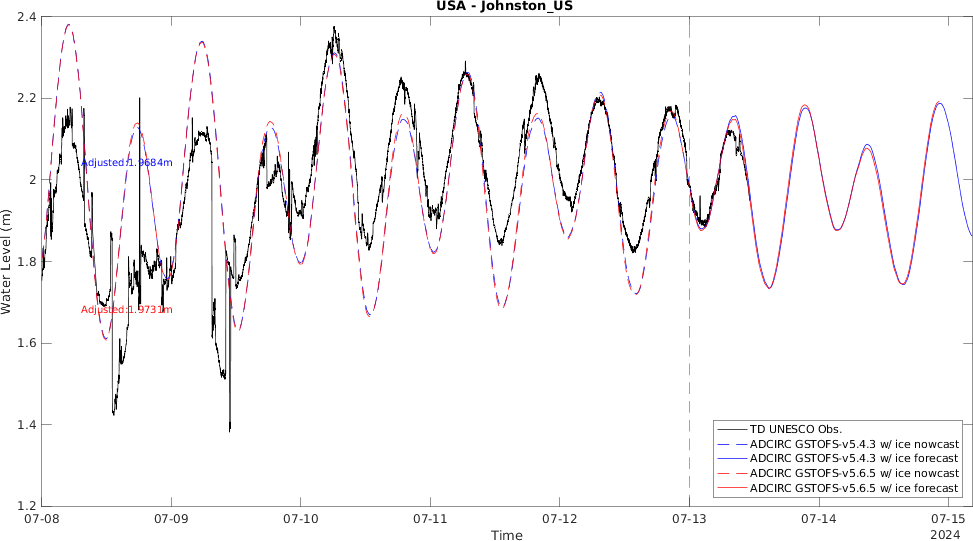 USA - Johnston_US
Water Level (m)
2.4
2.2
2
1.8
1.6
1.4
1.2
Adjusted:1.9684m
Adjusted:1.9731m
TD UNESCO Obs.
ADCIRC GSTOFS-v5.4.3 w/ ice nowcast
ADCIRC GSTOFS-v5.4.3 w/ ice forecast
ADCIRC GSTOFS-v5.6.5 w/ ice nowcast
ADCIRC GSTOFS-v5.6.5 w/ ice forecast
07-08 07-09 07-10 07-11 07-12 07-13 07-14 07-15
Time
2024